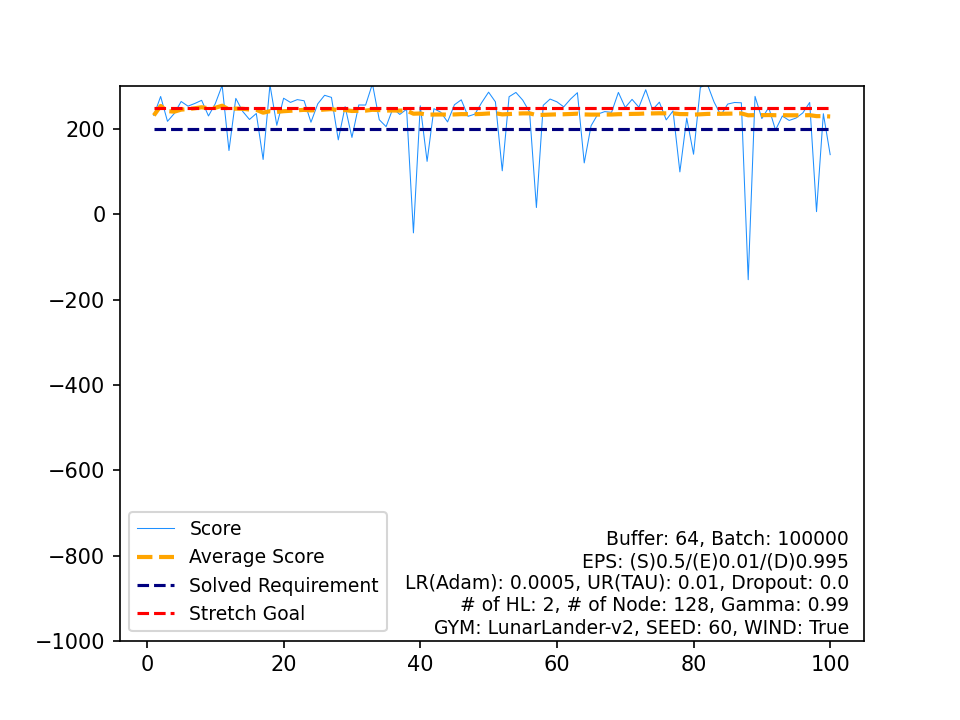 200
0
−200
−400
−600
−800
−1000
0
20
40
60
80
100
Score
Average Score
Solved Requirement
Stretch Goal
Buffer: 64, Batch: 100000
EPS: (S)0.5/(E)0.01/(D)0.995
LR(Adam): 0.0005, UR(TAU): 0.01, Dropout: 0.0
# of HL: 2, # of Node: 128, Gamma: 0.99
GYM: LunarLander-v2, SEED: 60, WIND: True